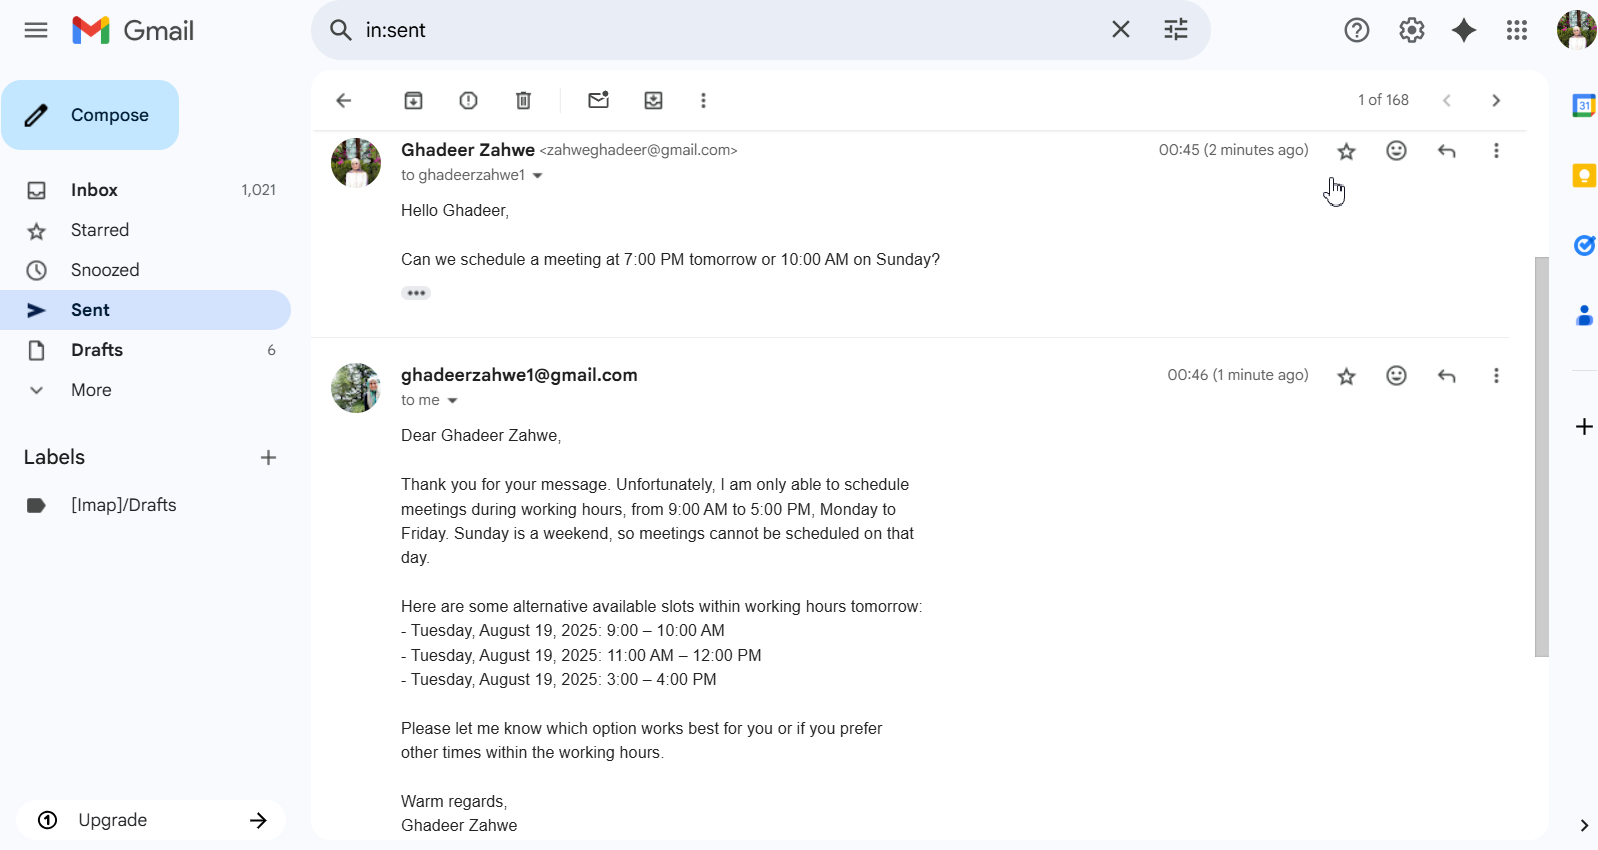 Gmail
in:sent
Compose
Inbox 1,021
Starred
Snoozed
Sent
Drafts 6
More
Labels
[Imap]/Drafts
Upgrade
1 of 168
31
Ghadeer Zahwe <zahweghadeer@gmail.com>
00:45 (2 minutes ago)
to ghadeerzahwe1
Hello Ghadeer,
Can we schedule a meeting at 7:00 PM tomorrow or 10:00 AM on Sunday?
ghadeerzahwe1@gmail.com
00:46 (1 minute ago)
to me
Dear Ghadeer Zahwe,
Thank you for your message. Unfortunately, I am only able to schedule
meetings during working hours, from 9:00 AM to 5:00 PM, Monday to
Friday. Sunday is a weekend, so meetings cannot be scheduled on that
day.
Here are some alternative available slots within working hours tomorrow:
- Tuesday, August 19, 2025: 9:00 – 10:00 AM
- Tuesday, August 19, 2025: 11:00 AM – 12:00 PM
- Tuesday, August 19, 2025: 3:00 – 4:00 PM
Please let me know which option works best for you or if you prefer
other times within the working hours.
Warm regards,
Ghadeer Zahwe